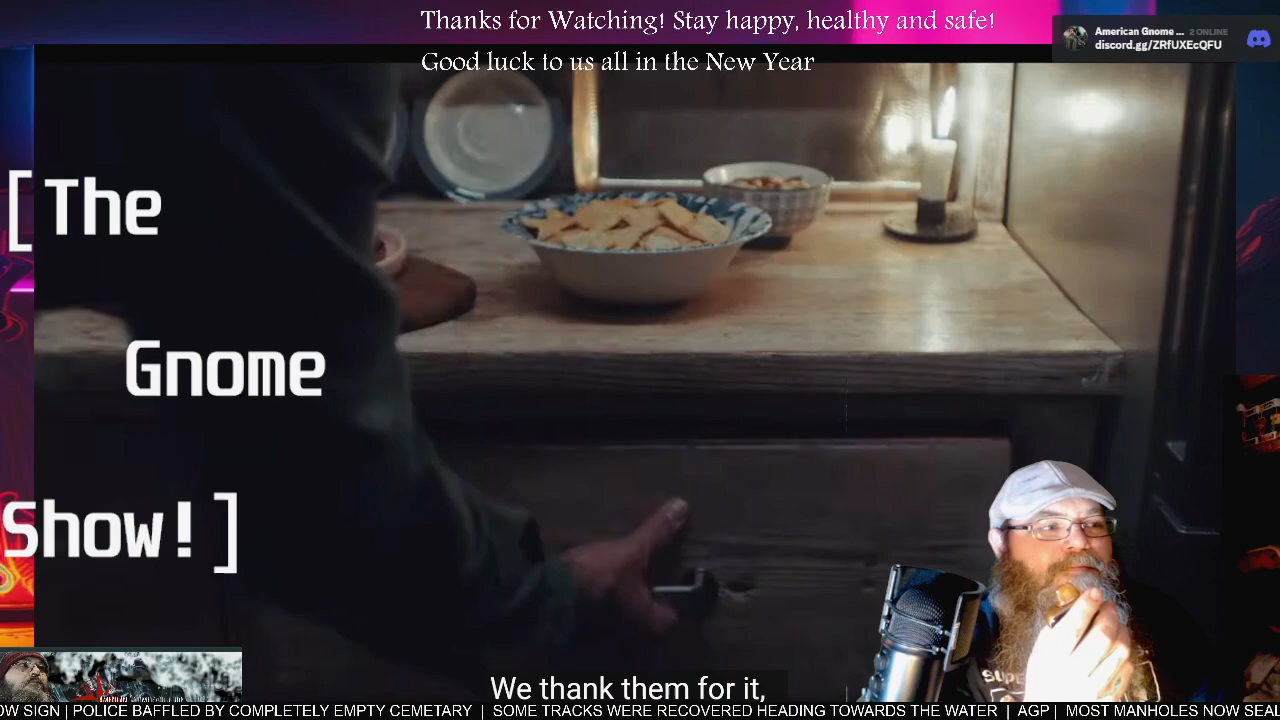 Thanks for Watching! Stay happy, healthy and safe!
Good luck to us all in the New Year
American Gnome ... 2 ONLINE
discord.gg/ZRfUXEcQFU
[The
Gnome
Show!]
We thank them for it,
OW SIGN | POLICE BAFFLED BY COMPLETELY EMPTY CEMETARY | SOME TRACKS WERE RECOVERED HEADING TOWARDS THE WATER | AGP | MOST MANHOLES NOW SEAL